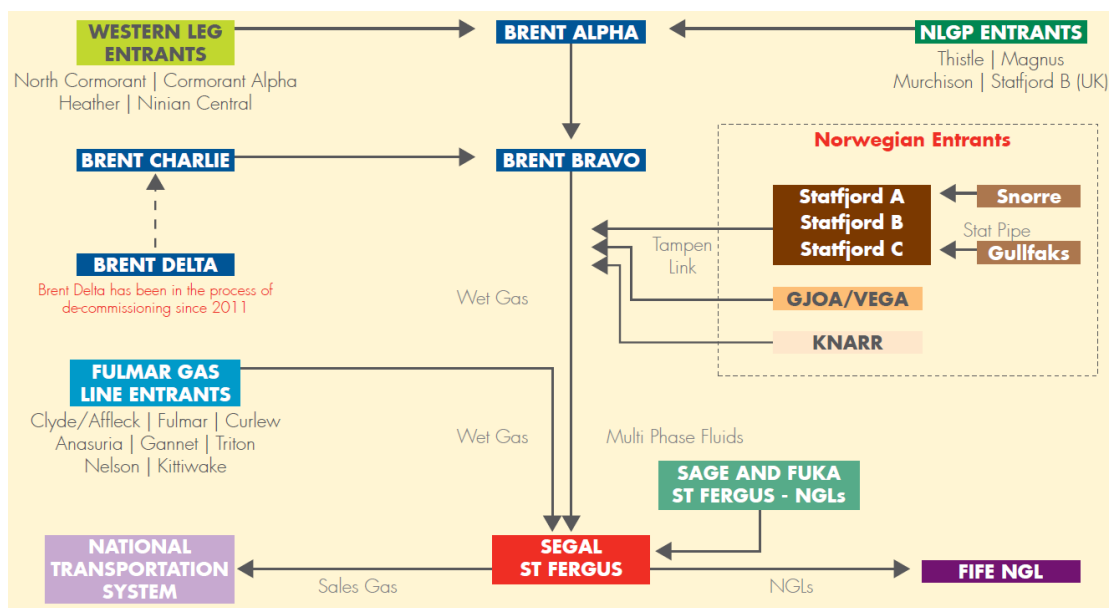 WESTERN LEG
ENTRANTS
North Cormorant | Cormorant Alpha
Heather | Ninian Central
BRENT ALPHA
NLGP ENTRANTS
Thistle | Magnus
Murchison | Statfjord B (UK)
BRENT CHARLIE
BRENT BRAVO
Norwegian Entrants
Statfjord A
Statfjord B
Statfjord C
Snorre
Stat Pipe
Gullfaks
Tampen
Link
BRENT DELTA
Brent Delta has been in the process of
de-commissioning since 2011
Wet Gas
GJOA/VEGA
KNARR
FULMAR GAS
LINE ENTRANTS
Clyde/Affleck | Fulmar | Curlew
Anasuria | Gannet | Triton
Nelson | Kittiwake
Wet Gas
Multi Phase Fluids
SAGE AND FUKA
ST FERGUS - NGLs
NATIONAL
TRANSPORTATION
SYSTEM
Sales Gas
SEGAL
ST FERGUS
NGLs
FIFE NGL